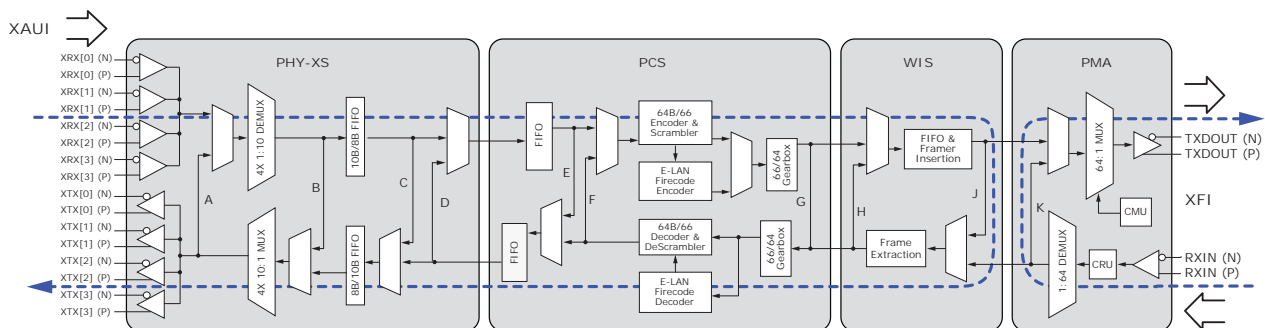 XAUI
PHY-XS
PCS
WIS
PMA
XRX[0] (N)
XRX[0] (P)
XRX[1] (N)
XRX[1] (P)
XRX[2] (N)
XRX[2] (P)
XRX[3] (N)
XRX[3] (P)
XTX[0] (N)
XTX[0] (P)
XTX[1] (N)
XTX[1] (P)
XTX[2] (N)
XTX[2] (P)
XTX[3] (N)
XTX[3] (P)
A
4X 1:10 DEMUX
4X 10:1 MUX
B
10B/8B FIFO
8B/10B FIFO
C
D
FIFO
FIFO
E
F
64B/66
Encoder &
Scrambler
E-LAN
Firecode
Encoder
64B/66
Decoder &
DeScrambler
E-LAN
Firecode
Decoder
66/64
Gearbox
66/64
Gearbox
G
H
FIFO &
Framer
Insertion
Frame
Extraction
J
K
64:1 MUX
1:64 DEMUX
CMU
CRU
TXDOUT (N)
TXDOUT (P)
XFI
RXIN (N)
RXIN (P)